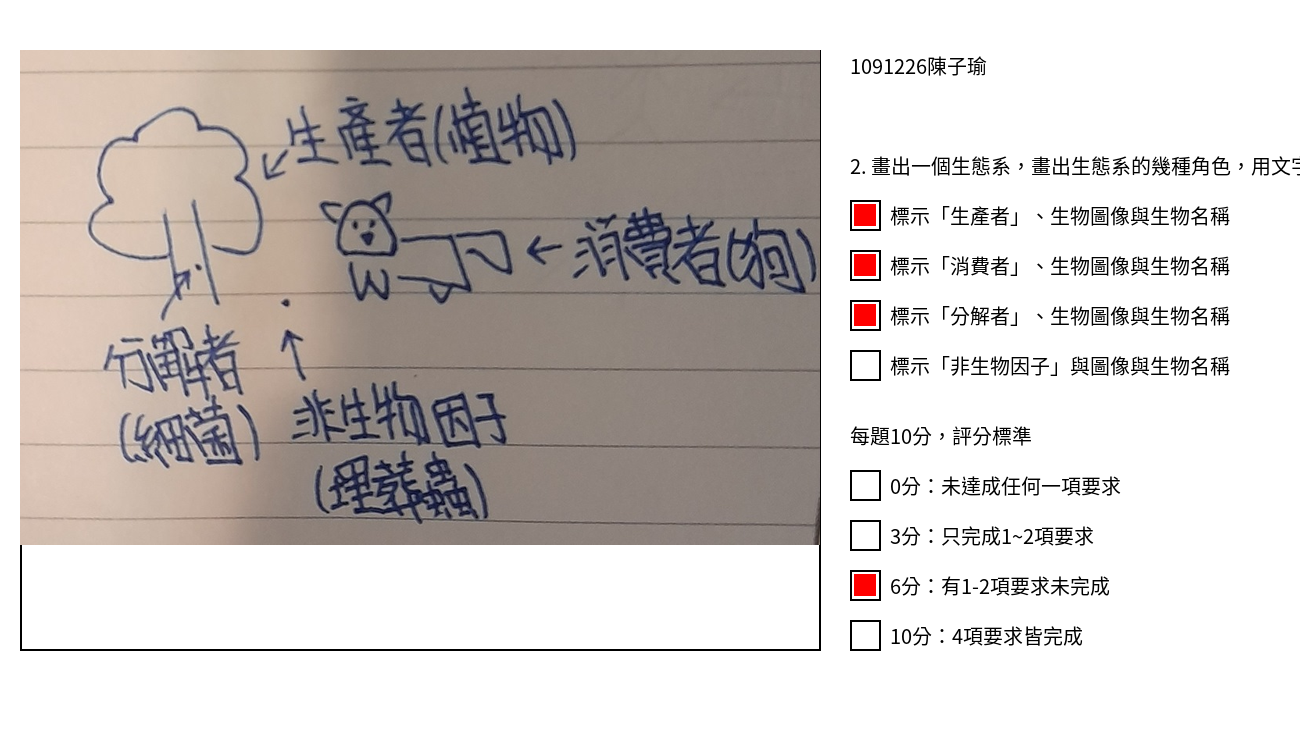 生產者(植物)
消費者(狗)
分解者
(細菌)
非生物因子
(埋葬蟲)
1091226陳子瑜
2. 畫出一個生態系，畫出生態系的幾種角色，用文字
標示「生產者」、生物圖像與生物名稱
標示「消費者」、生物圖像與生物名稱
標示「分解者」、生物圖像與生物名稱
標示「非生物因子」與圖像與生物名稱
每題10分，評分標準
0分：未達成任何一項要求
3分：只完成1~2項要求
6分：有1-2項要求未完成
10分：4項要求皆完成